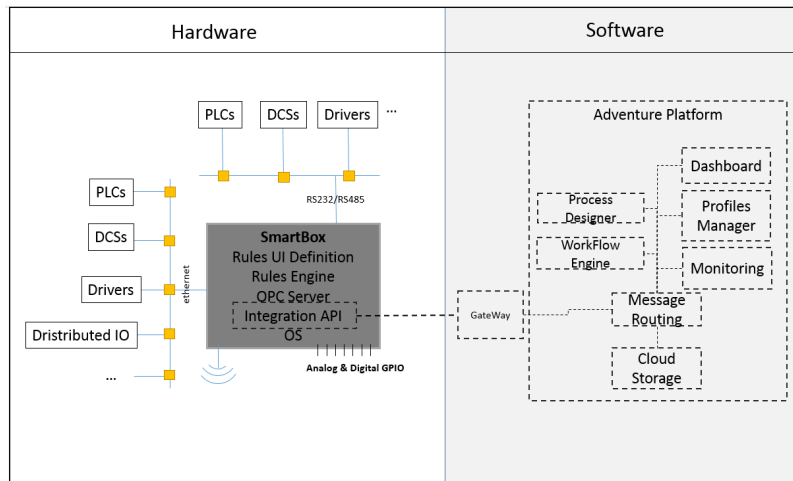 Hardware
Software
PLCs
DCSs
Drivers
...
RS232/RS485
PLCs
DCSs
Drivers
Dristributed IO
...
ethernet
SmartBox
Rules UI Definition
Rules Engine
OPC Server
Integration API
OS
Analog & Digital GPIO
GateWay
Adventure Platform
Dashboard
Process
Designer
Profiles
Manager
WorkFlow
Engine
Monitoring
Message
Routing
Cloud
Storage